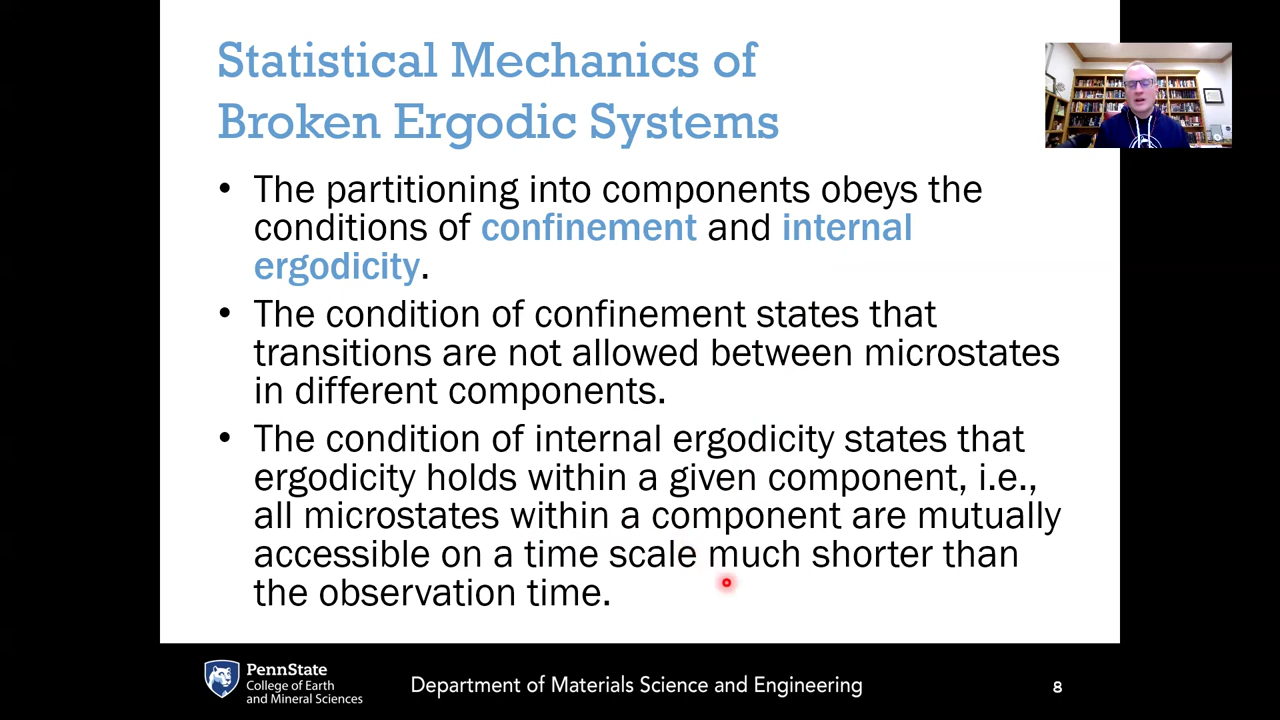 Statistical Mechanics of
Broken Ergodic Systems
• The partitioning into components obeys the
conditions of confinement and internal
ergodicity.
• The condition of confinement states that
transitions are not allowed between microstates
in different components.
• The condition of internal ergodicity states that
ergodicity holds within a given component, i.e.,
all microstates within a component are mutually
accessible on a time scale much shorter than
the observation time.
PennState
College of Earth
and Mineral Sciences
Department of Materials Science and Engineering
8